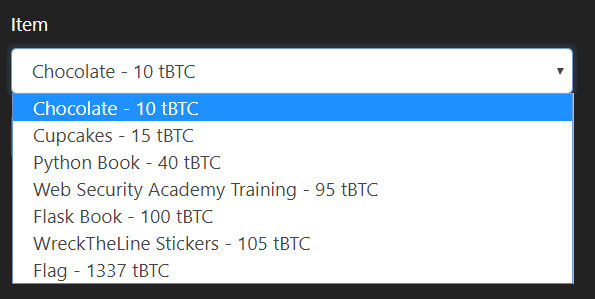 Item
Chocolate - 10 tBTC
Chocolate - 10 tBTC
Cupcakes - 15 tBTC
Python Book - 40 tBTC
Web Security Academy Training - 95 tBTC
Flask Book - 100 tBTC
WreckTheLine Stickers - 105 tBTC
Flag - 1337 tBTC